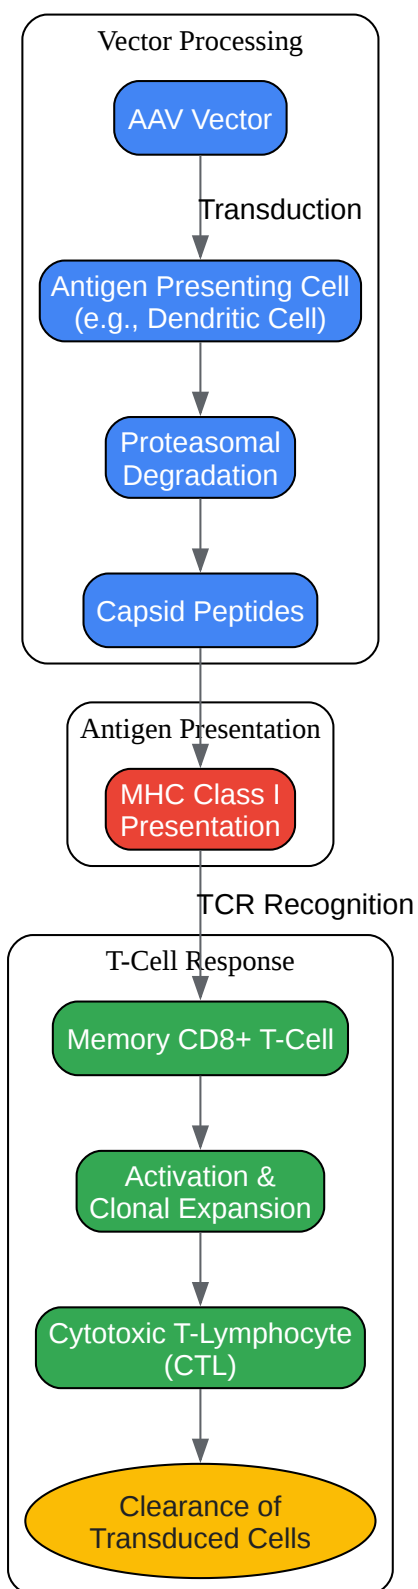 Vector Processing
AAV Vector
Transduction
Antigen Presenting Cell
(e.g., Dendritic Cell)
Proteasomal
Degradation
Capsid Peptides
Antigen Presentation
MHC Class I
Presentation
TCR Recognition
T-Cell Response
Memory CD8+ T-Cell
Activation &
Clonal Expansion
Cytotoxic T-Lymphocyte
(CTL)
Clearance of
Transduced Cells